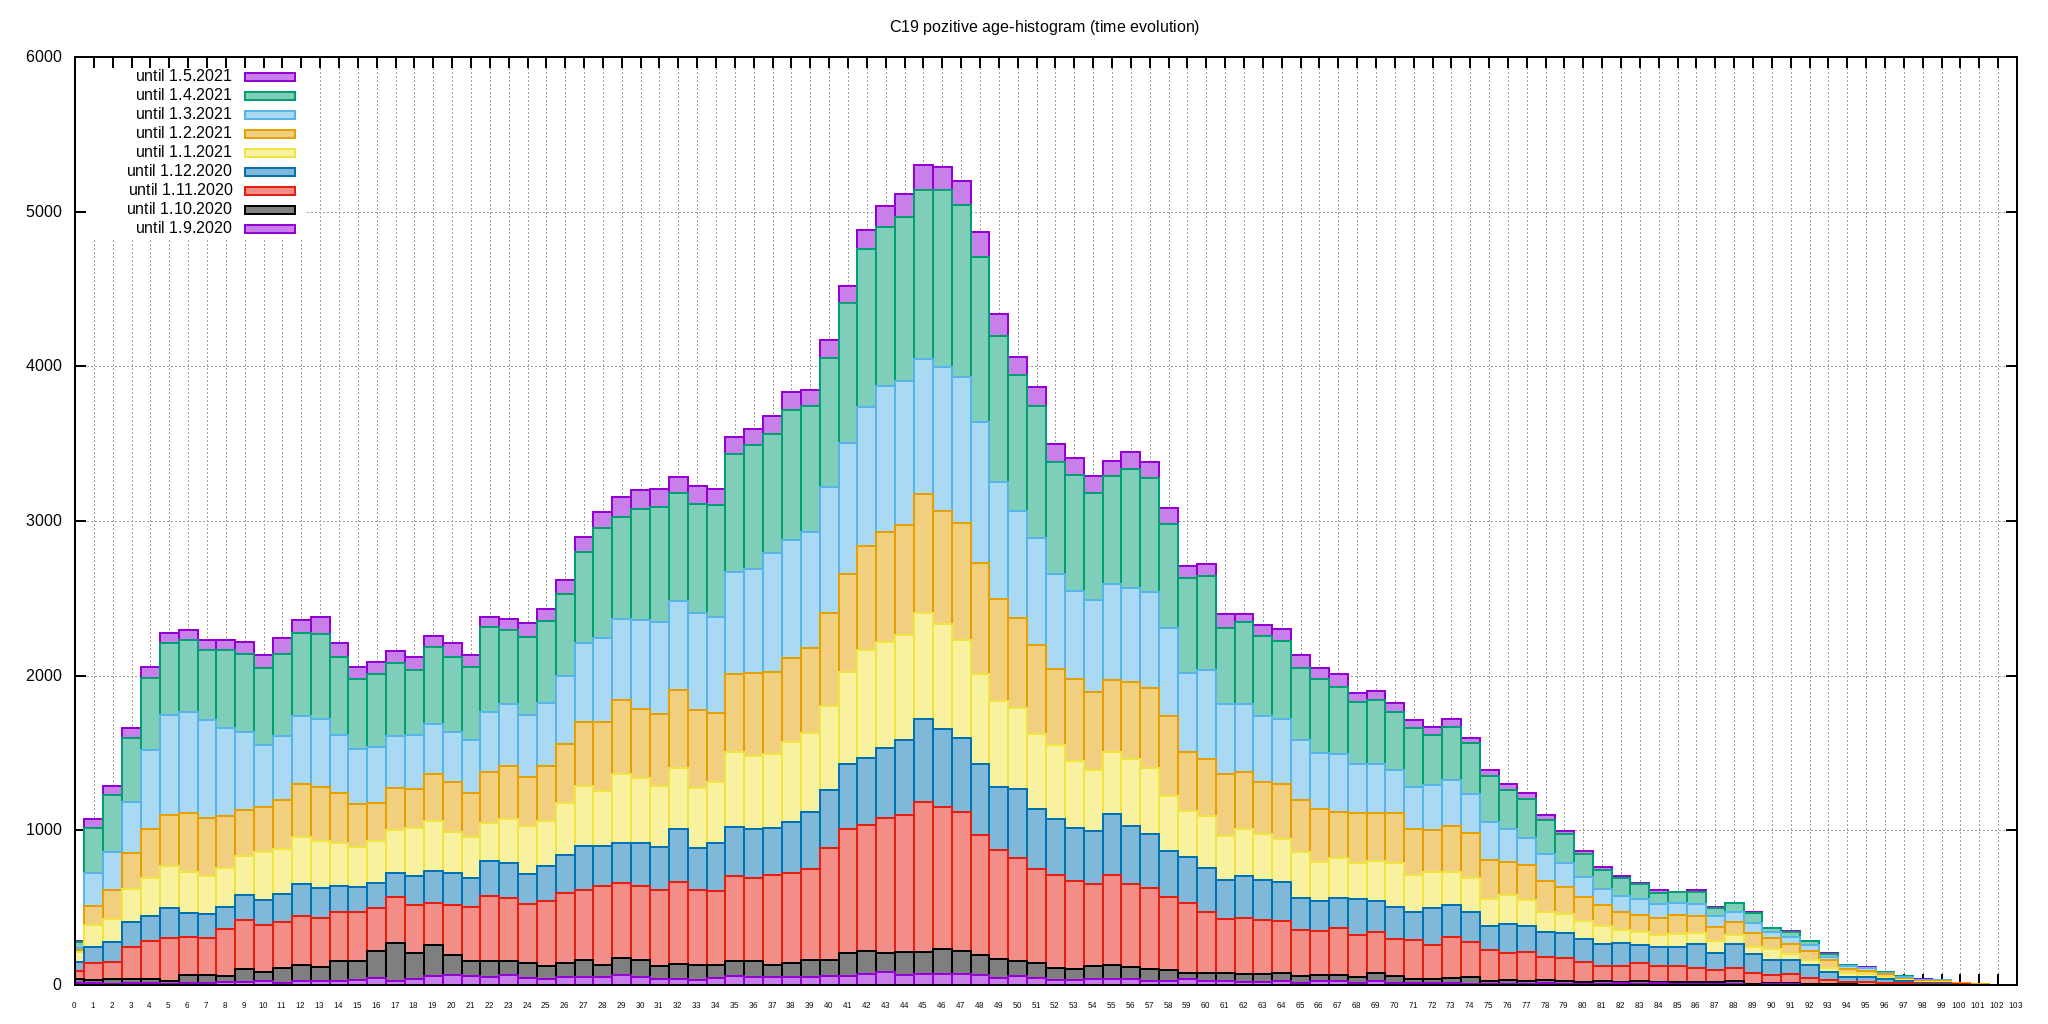 C19 pozitive age-histogram (time evolution)
6000
5000
4000
3000
2000
1000
0
until 1.5.2021
until 1.4.2021
until 1.3.2021
until 1.2.2021
until 1.1.2021
until 1.12.2020
until 1.11.2020
until 1.10.2020
until 1.9.2020
0 1 2 3 4 5 6 7 8 9 10 11 12 13 14 15 16 17 18 19 20 21 22 23 24 25 26 27 28 29 30 31 32 33 34 35 36 37 38 39 40 41 42 43 44 45 46 47 48 49 50 51 52 53 54 55 56 57 58 59 60 61 62 63 64 65 66 67 68 69 70 71 72 73 74 75 76 77 78 79 80 81 82 83 84 85 86 87 88 89 90 91 92 93 94 95 96 97 98 99 100 101 102 103